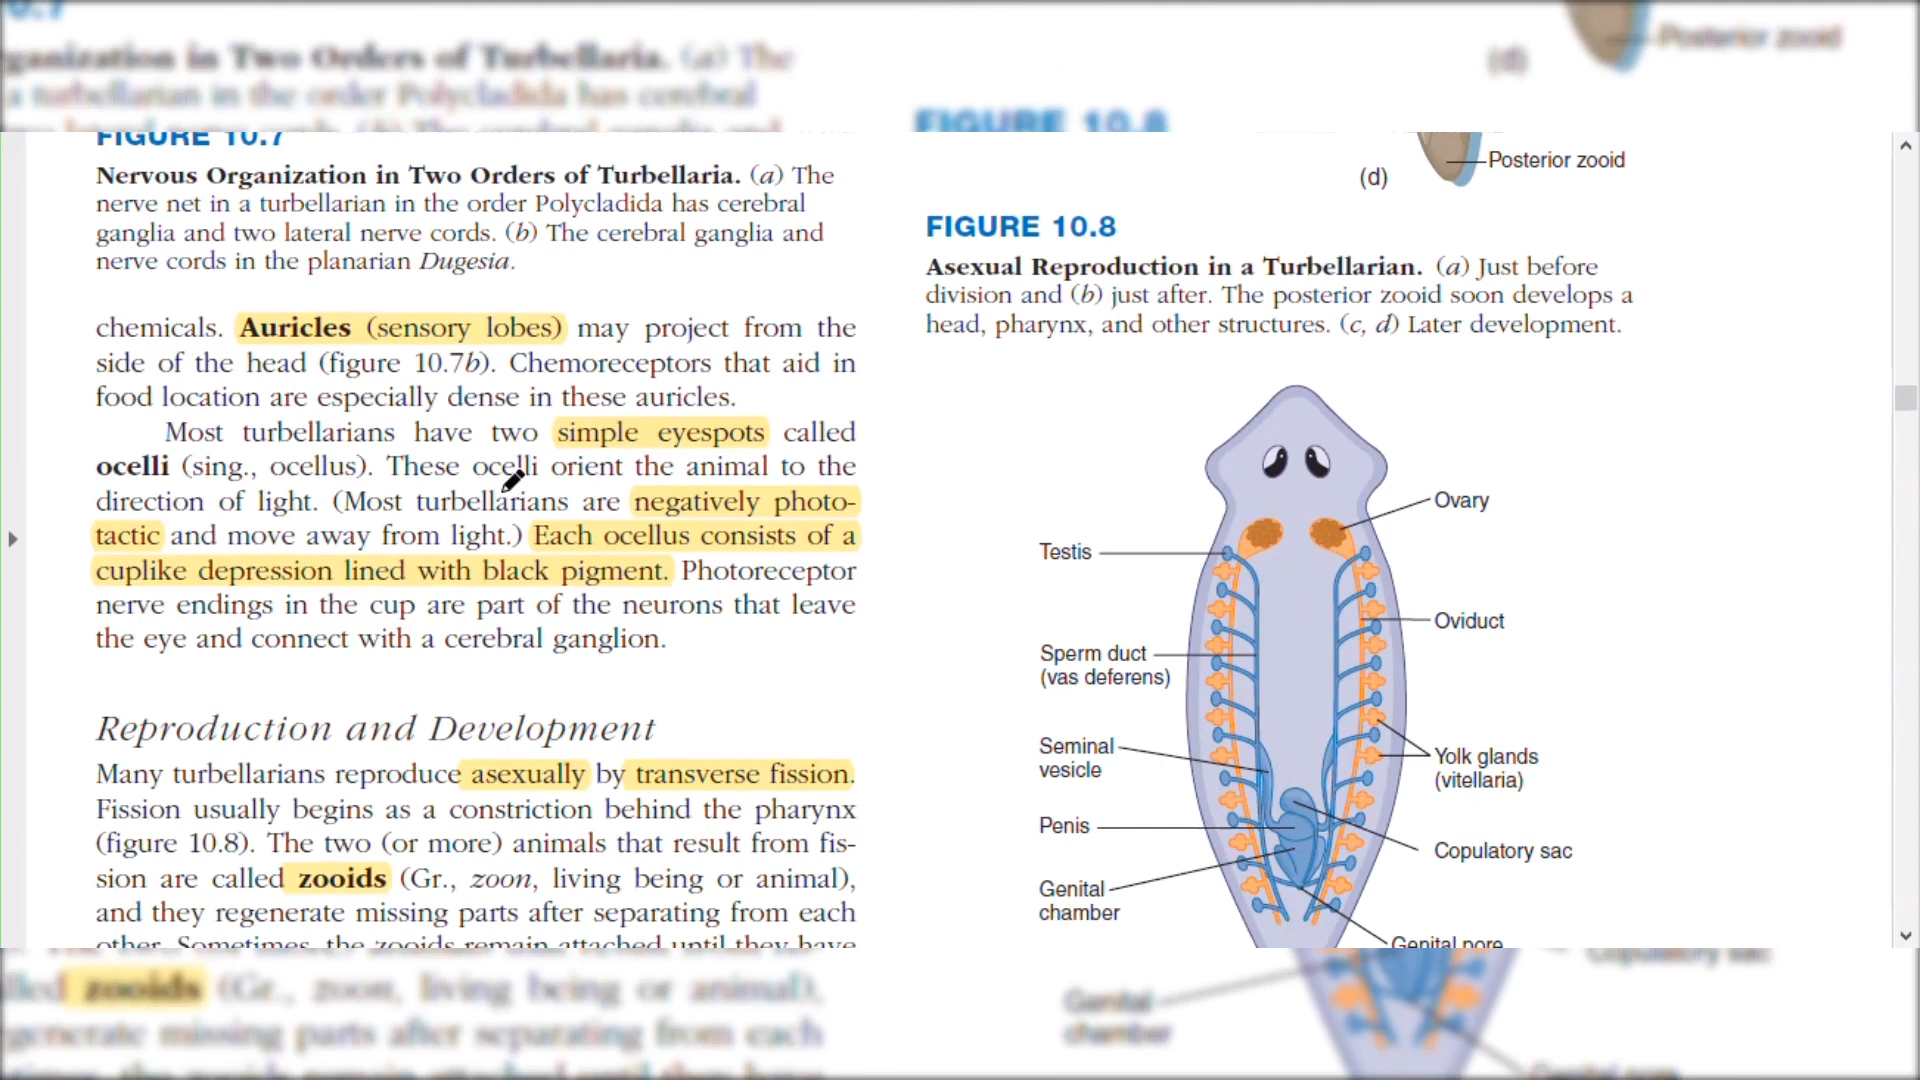 FIGURE 10.7
Nervous Organization in Two Orders of Turbellaria. (a) The
nerve net in a turbellarian in the order Polycladida has cerebral
ganglia and two lateral nerve cords. (b) The cerebral ganglia and
nerve cords in the planarian Dugesia.
chemicals. Auricles (sensory lobes) may project from the
side of the head (figure 10.7b). Chemoreceptors that aid in
food location are especially dense in these auricles.
Most turbellarians have two simple eyespots called
ocelli (sing., ocellus). These ocelli orient the animal to the
direction of light. (Most turbellarians are negatively photo-
tactic and move away from light.) Each ocellus consists of a
cuplike depression lined with black pigment. Photoreceptor
nerve endings in the cup are part of the neurons that leave
the eye and connect with a cerebral ganglion.
Reproduction and Development
Many turbellarians reproduce asexually by transverse fission.
Fission usually begins as a constriction behind the pharynx
(figure 10.8). The two (or more) animals that result from fis-
sion are called zooids (Gr., zoon, living being or animal),
and they regenerate missing parts after separating from each
other. Sometimes, the zooids remain attached until they have
Posterior zooid
(d)
FIGURE 10.8
Asexual Reproduction in a Turbellarian. (a) Just before
division and (b) just after. The posterior zooid soon develops a
head, pharynx, and other structures. (c, d) Later development.
Ovary
Testis
Oviduct
Sperm duct
(vas deferens)
Seminal
vesicle
Yolk glands
(vitellaria)
Penis
Copulatory sac
Genital
chamber
Genital pore